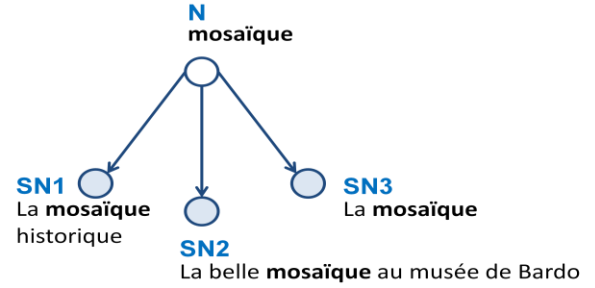 N
mosaïque
SN1
La mosaïque
historique
SN2
La belle mosaïque au musée de Bardo
SN3
La mosaïque